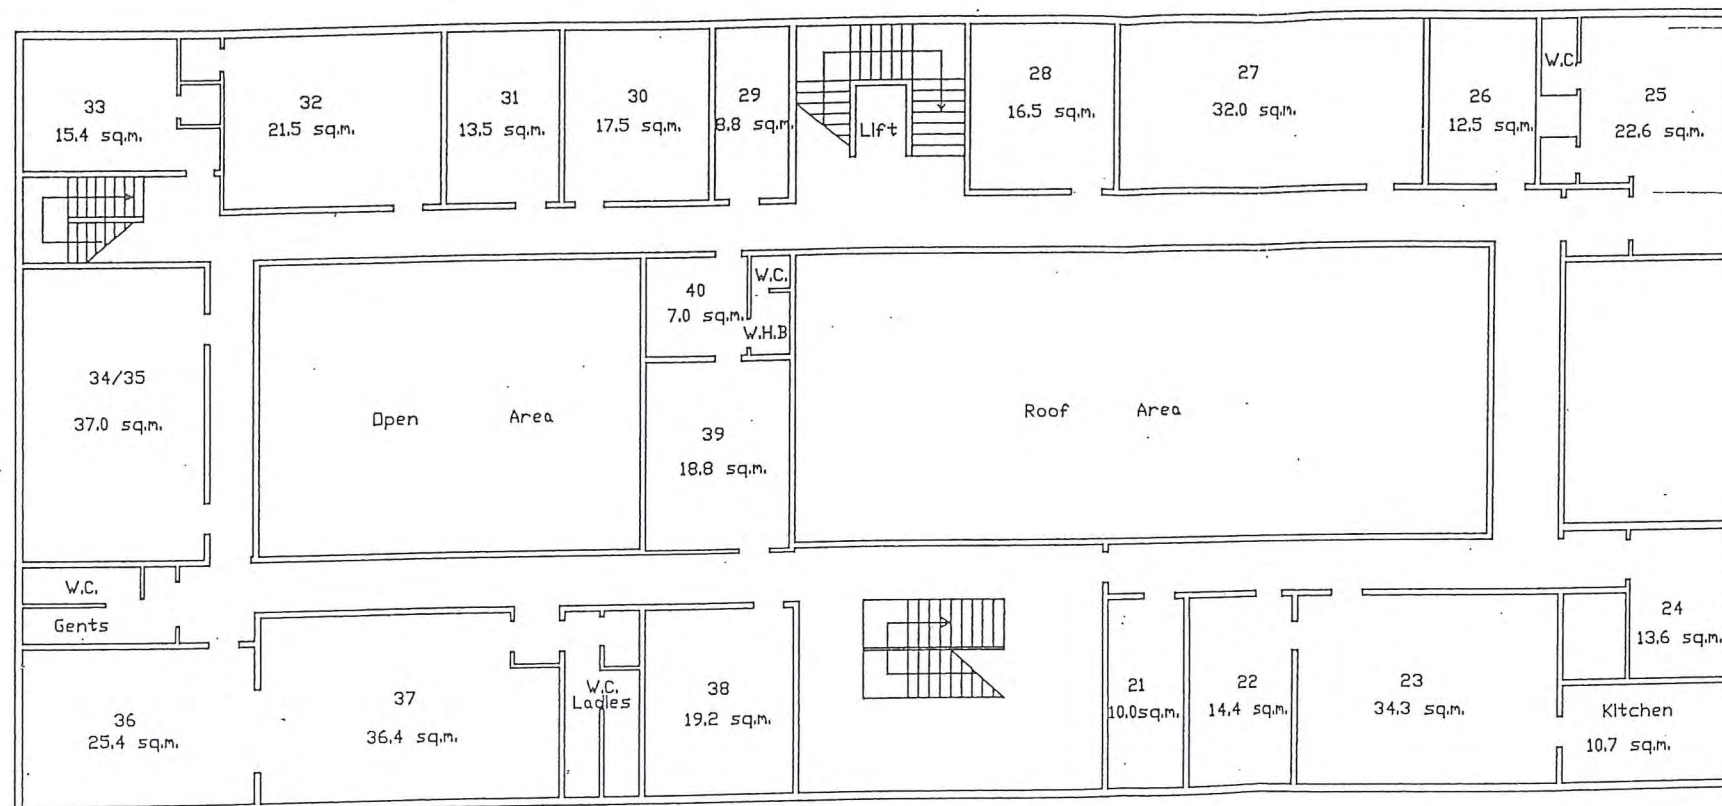 33
15.4 sq.m.
32
21.5 sq.m.
31
13.5 sq.m.
30
17.5 sq.m.
29
8.8 sq.m.
Lift
28
16.5 sq.m.
27
32.0 sq.m.
26
12.5 sq.m.
W.C.
25
22.6 sq.m.
34/35
37.0 sq.m.
Open Area
40
7.0 sq.m.
W.C.
W.H.B
39
18.8 sq.m.
Roof Area
W.C.
Gents
36
25.4 sq.m.
37
36.4 sq.m.
W.C.
Ladies
38
19.2 sq.m.
21
10.0sq.m.
22
14.4 sq.m.
23
34.3 sq.m.
24
13.6 sq.m.
Kitchen
10.7 sq.m.